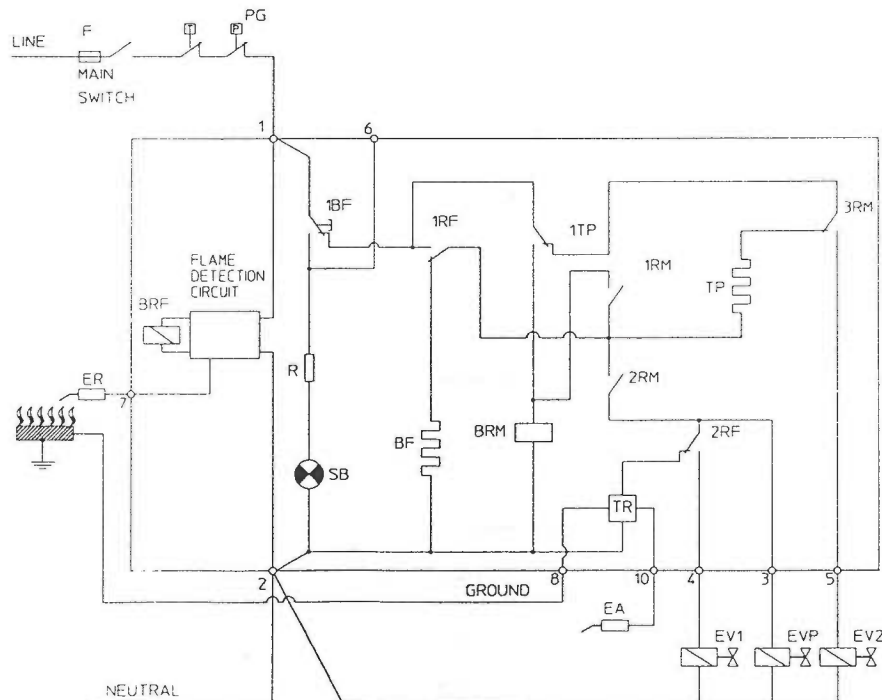 PG
F
LINE
T
P
MAIN
SWITCH
1
6
1BF
1RF
1TP
3RM
FLAME
DETECTION
CIRCUIT
1RM
TP
BRF
ER
R
2RM
7
BF
BRM
2RF
SB
TR
2
GROUND
8
10
4
3
5
EA
EV1
EVP
EV2
NEUTRAL